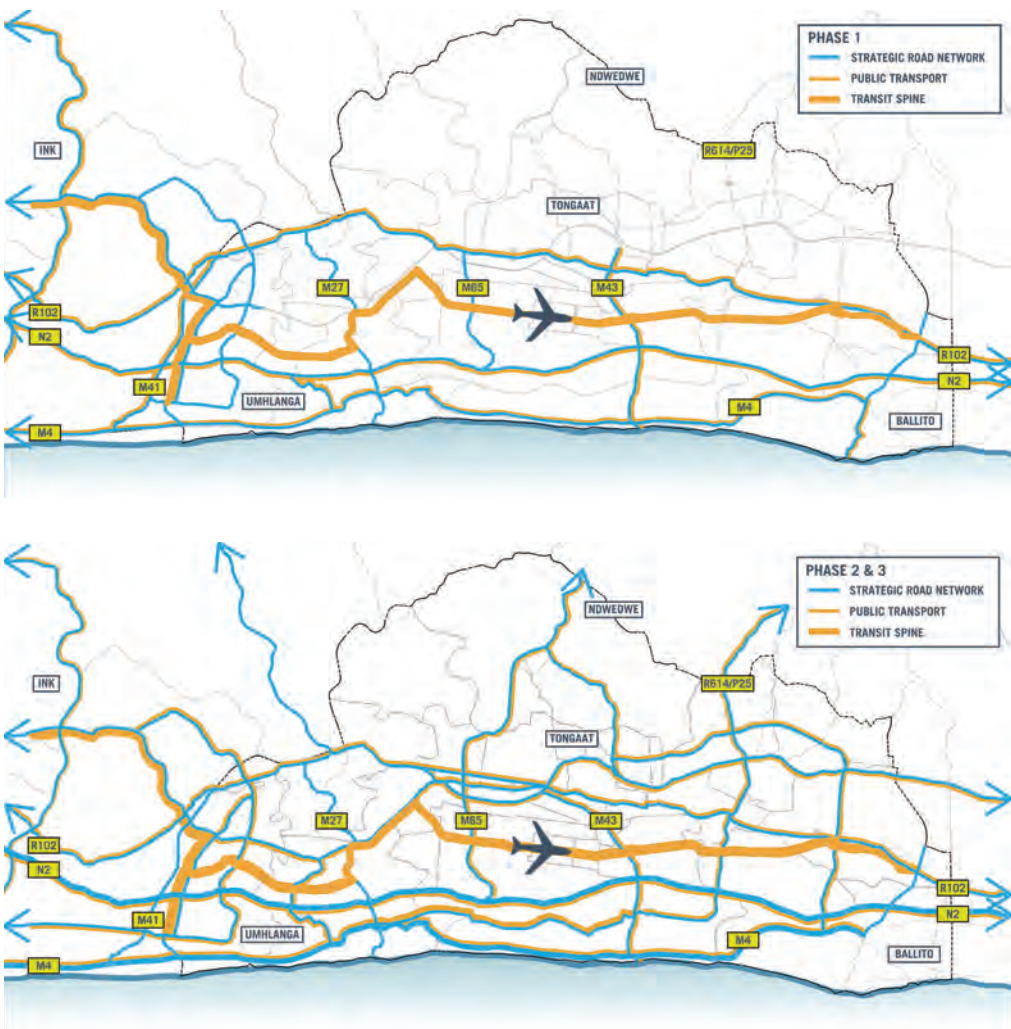 PHASE 1
STRATEGIC ROAD NETWORK
PUBLIC TRANSPORT
TRANSIT SPINE
NDWEDWE
INK
R614/P25
TONGAAT
M27
M65
M43
R102
N2
R102
N2
M41
UMHLANGA
M4
M4
BALLITO
PHASE 2 & 3
STRATEGIC ROAD NETWORK
PUBLIC TRANSPORT
TRANSIT SPINE
NDWEDWE
INK
R614/P25
TONGAAT
M27
M65
M43
R102
N2
R102
N2
M41
UMHLANGA
M4
BALLITO
M4